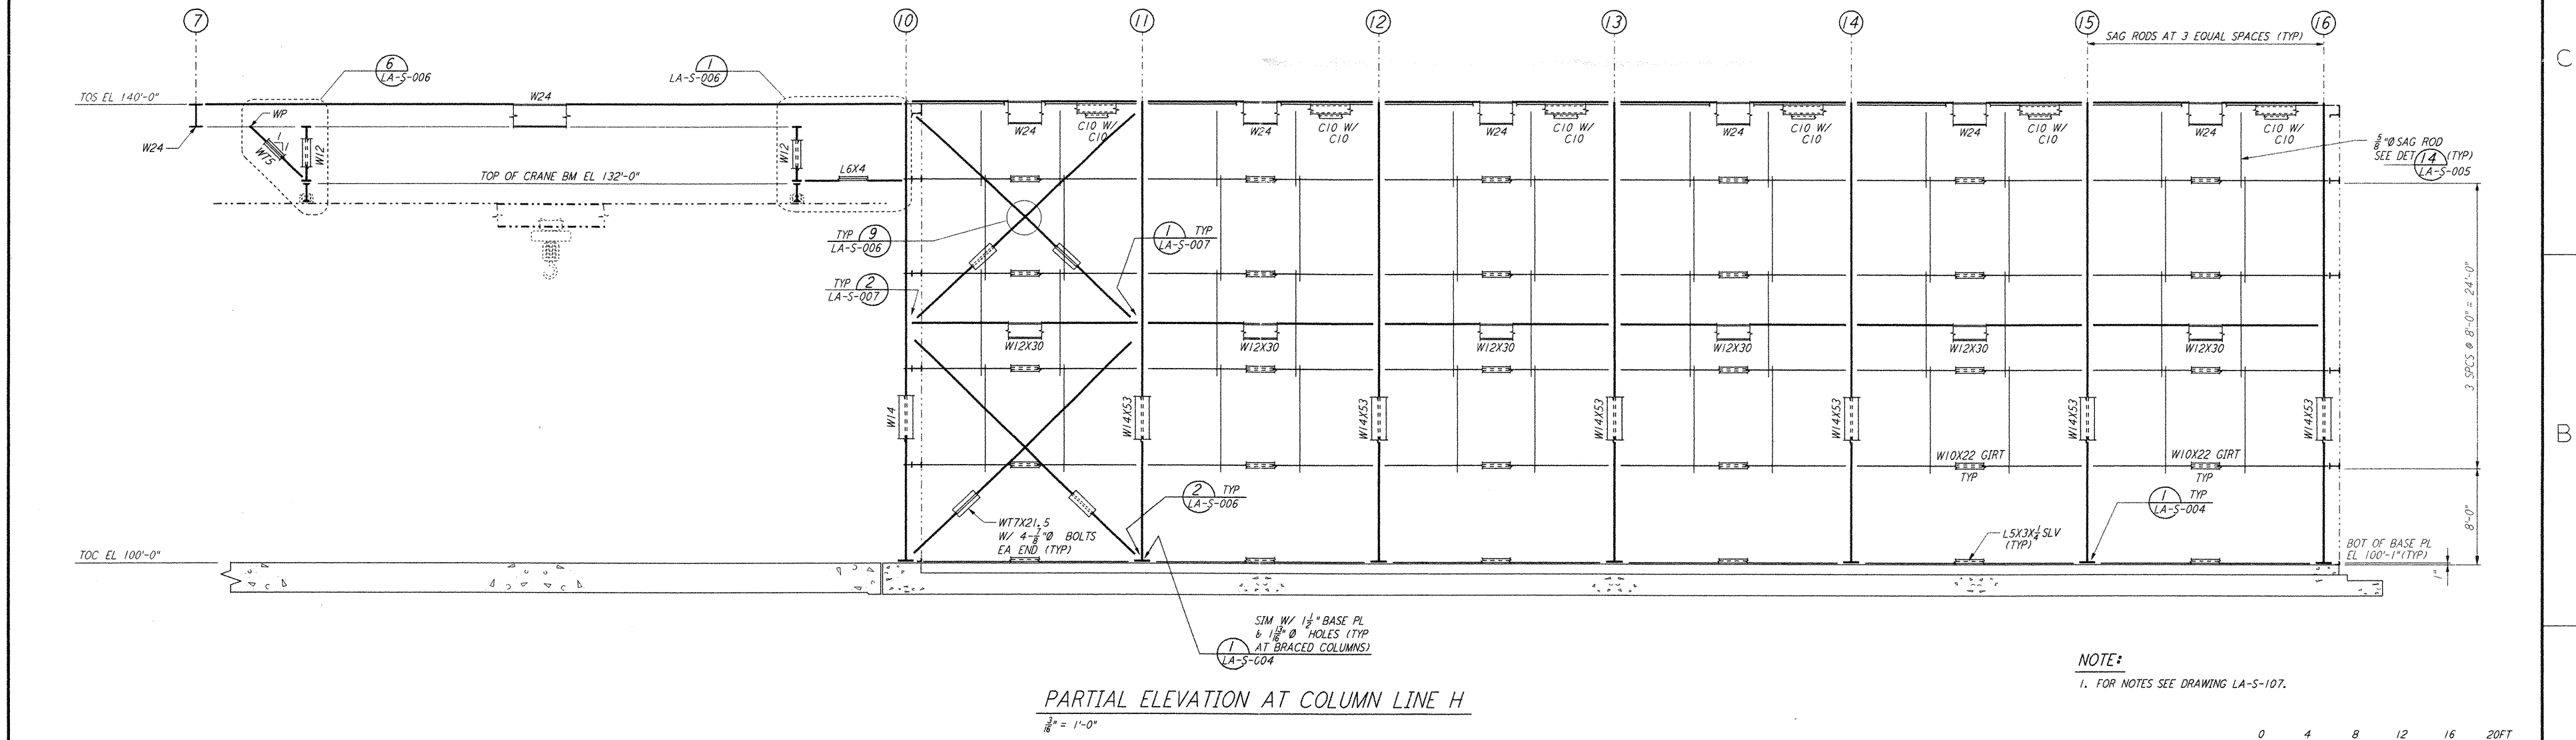 7
10
11
12
13
14
15
16
C
SAG RODS AT 3 EQUAL SPACES (TYP)
6
LA-S-006
1
LA-S-006
TOS EL 140'-0"
W24
WP
W24
1
1
WT5
W12
W12
TOP OF CRANE BM EL 132'-0"
L6X4
W24
C10 W/
C10
W24
C10 W/
C10
W24
C10 W/
C10
W24
C10 W/
C10
W24
C10 W/
C10
W24
C10 W/
C10
5/8"Ø SAG ROD
SEE DET 14 (TYP)
LA-S-005
TYP 9
LA-S-006
1 TYP
LA-S-007
TYP 2
LA-S-007
W12X30
W12X30
W12X30
W12X30
W12X30
W12X30
3 SPCS @ 8'-0" = 24'-0"
W14
W14X53
W14X53
W14X53
W14X53
W14X53
W14X53
B
W10X22 GIRT
TYP
W10X22 GIRT
TYP
2 TYP
LA-S-006
1 TYP
LA-S-004
WT7X21.5
W/ 4-7/8"Ø BOLTS
EA END (TYP)
L5X3X1/4 SLV
(TYP)
8'-0"
TOC EL 100'-0"
BOT OF BASE PL
EL 100'-1"(TYP)
1"
SIM W/ 1 1/2" BASE PL
& 1 13/16" Ø HOLES (TYP
AT BRACED COLUMNS)
1
LA-S-004
NOTE:
1. FOR NOTES SEE DRAWING LA-S-107.
PARTIAL ELEVATION AT COLUMN LINE H
3/16" = 1'-0"
0 4 8 12 16 20FT